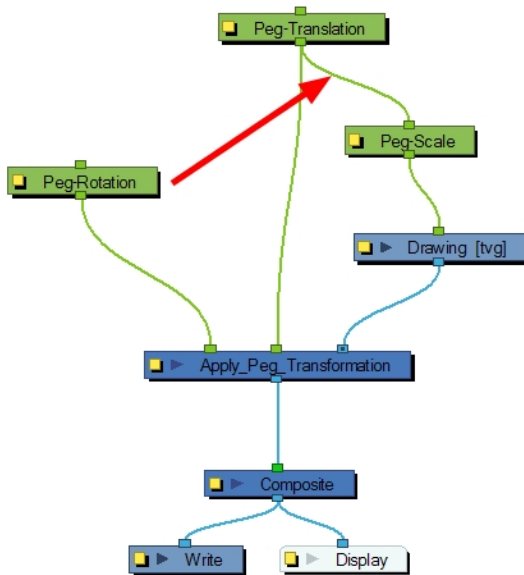 Peg-Translation
Peg-Scale
Peg-Rotation
Drawing [tvg]
Apply_Peg_Transformation
Composite
Write
Display